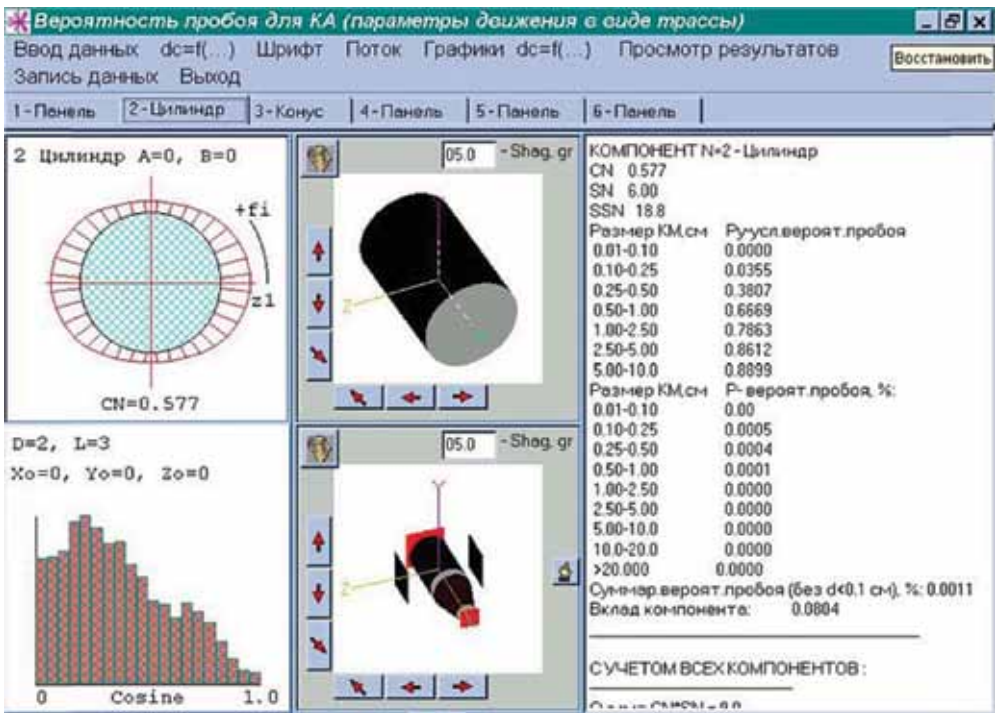 Вероятность пробоя для КА (параметры движения в виде трассы)
Ввод данных dc=f(...) Шрифт Поток Графики dc=f(...) Просмотр результатов
Восстановить
Запись данных Выход
1-Панель 2-Цилиндр 3-Конус 4-Панель 5-Панель 6-Панель
2 Цилиндр A=0, B=0
+fi
z1
CN=0.577
D=2, L=3
Xo=0, Yo=0, Zo=0
0 Cosine 1.0
05.0 -Shag, gr
Z
05.0 -Shag, gr
Y
Z
КОМПОНЕНТ N=2-Цилиндр
CN 0.577
SN 6.00
SSN 18.8
Размер КМ,см Ру-усл.вероят.пробоя
0.01-0.10 0.0000
0.10-0.25 0.0355
0.25-0.50 0.3807
0.50-1.00 0.6669
1.00-2.50 0.7863
2.50-5.00 0.8612
5.00-10.0 0.8899
Размер КМ,см Р- вероят.пробоя, %:
0.01-0.10 0.00
0.10-0.25 0.0005
0.25-0.50 0.0004
0.50-1.00 0.0001
1.00-2.50 0.0000
2.50-5.00 0.0000
5.00-10.0 0.0000
10.0-20.0 0.0000
>20.000 0.0000
Суммар.вероят.пробоя (без d<0.1 см), %: 0.0011
Вклад компонента: 0.0804
С УЧЕТОМ ВСЕХ КОМПОНЕНТОВ :